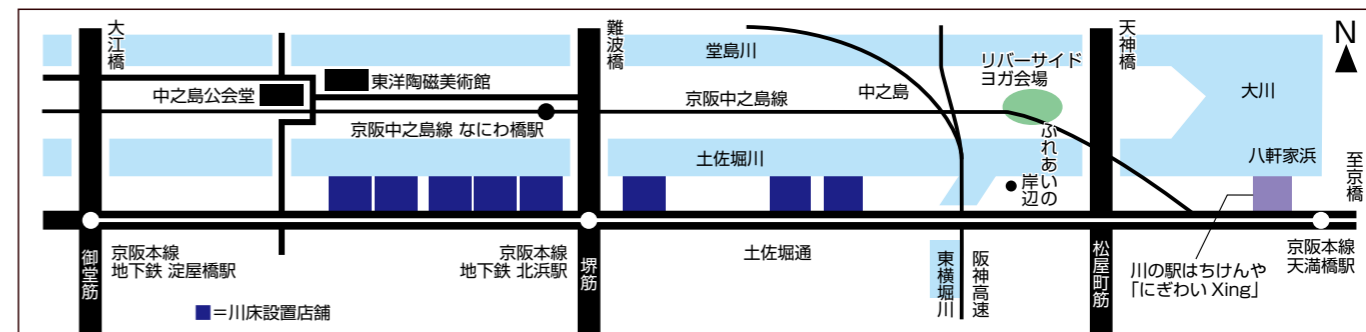 大江橋
難波橋
天神橋
N
堂島川
リバーサイド
ヨガ会場
大川
東洋陶磁美術館
中之島公会堂
京阪中之島線
中之島
京阪中之島線 なにわ橋駅
ふれあいの
岸辺
土佐堀川
八軒家浜
至京橋
京阪本線
地下鉄 淀屋橋駅
御堂筋
京阪本線
地下鉄 北浜駅
堺筋
土佐堀通
東横堀川
阪神高速
松屋町筋
川の駅はちけんや
「にぎわい Xing」
京阪本線
天満橋駅
■=川床設置店舗